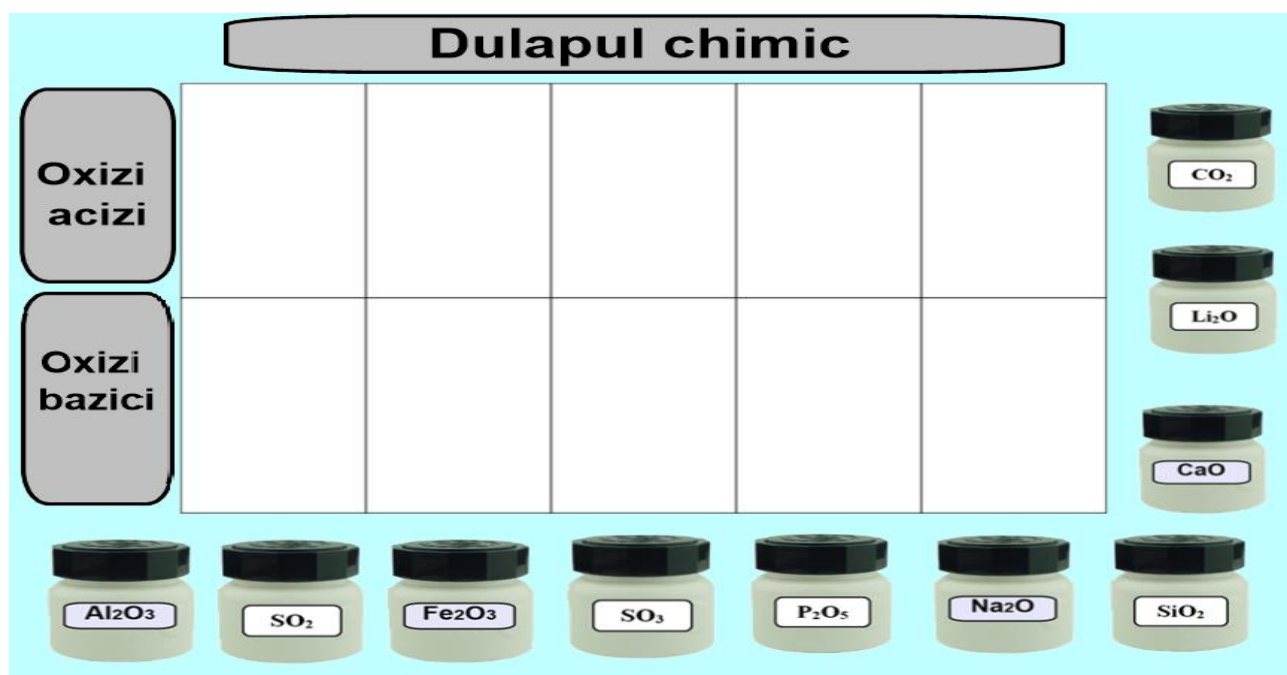 Dulapul chimic
Oxizi
acizi
Oxizi
bazici
CO₂
Li₂O
CaO
Al₂O₃
SO₂
Fe₂O₃
SO₃
P₂O₅
Na₂O
SiO₂